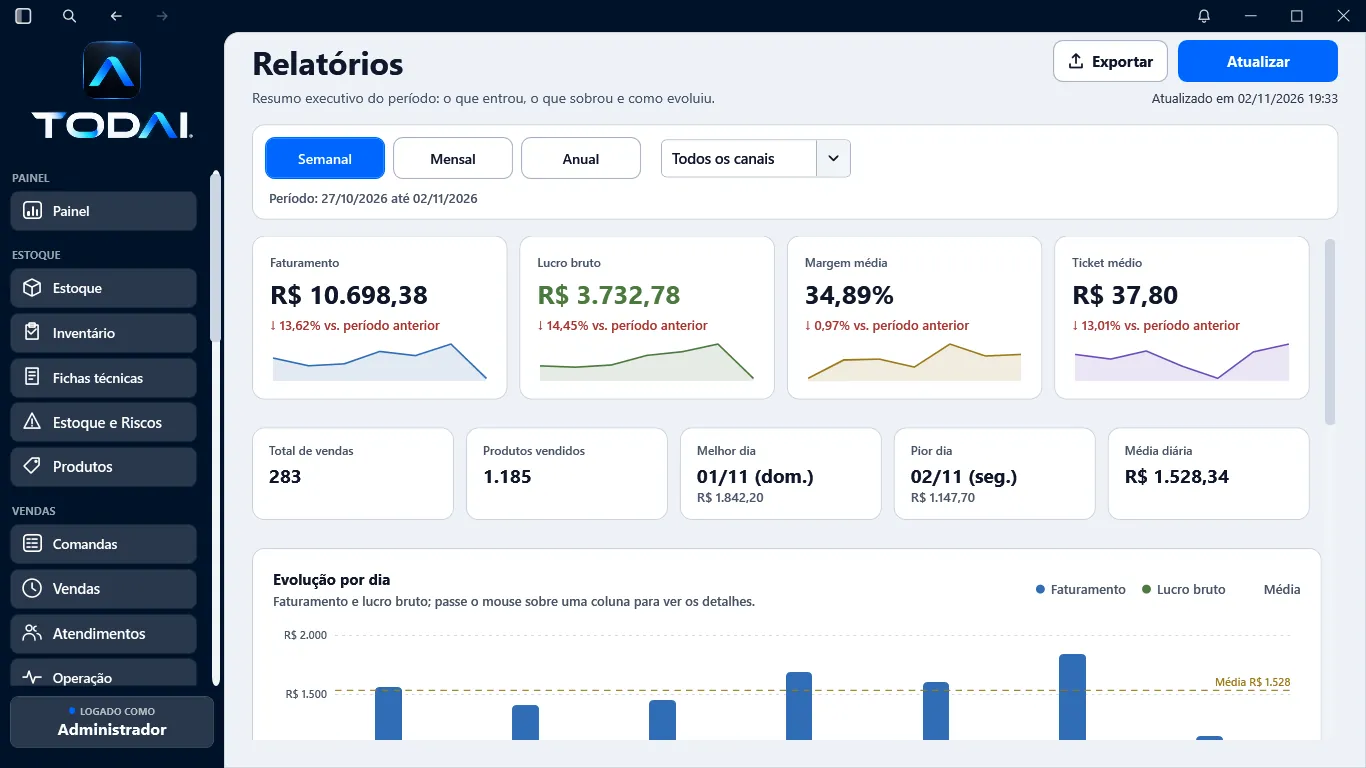 TODAI.
PAINEL
Painel
ESTOQUE
Estoque
Inventário
Fichas técnicas
Estoque e Riscos
Produtos
VENDAS
Comandas
Vendas
Atendimentos
Operação
LOGADO COMO
Administrador
Relatórios
Resumo executivo do período: o que entrou, o que sobrou e como evoluiu.
Exportar
Atualizar
Atualizado em 02/11/2026 19:33
Semanal
Mensal
Anual
Todos os canais
Período: 27/10/2026 até 02/11/2026
Faturamento
R$ 10.698,38
↓ 13,62% vs. período anterior
Lucro bruto
R$ 3.732,78
↓ 14,45% vs. período anterior
Margem média
34,89%
↓ 0,97% vs. período anterior
Ticket médio
R$ 37,80
↓ 13,01% vs. período anterior
Total de vendas
283
Produtos vendidos
1.185
Melhor dia
01/11 (dom.)
R$ 1.842,20
Pior dia
02/11 (seg.)
R$ 1.147,70
Média diária
R$ 1.528,34
Evolução por dia
Faturamento e lucro bruto; passe o mouse sobre uma coluna para ver os detalhes.
Faturamento
Lucro bruto
Média
R$ 2.000
R$ 1.500
Média R$ 1.528